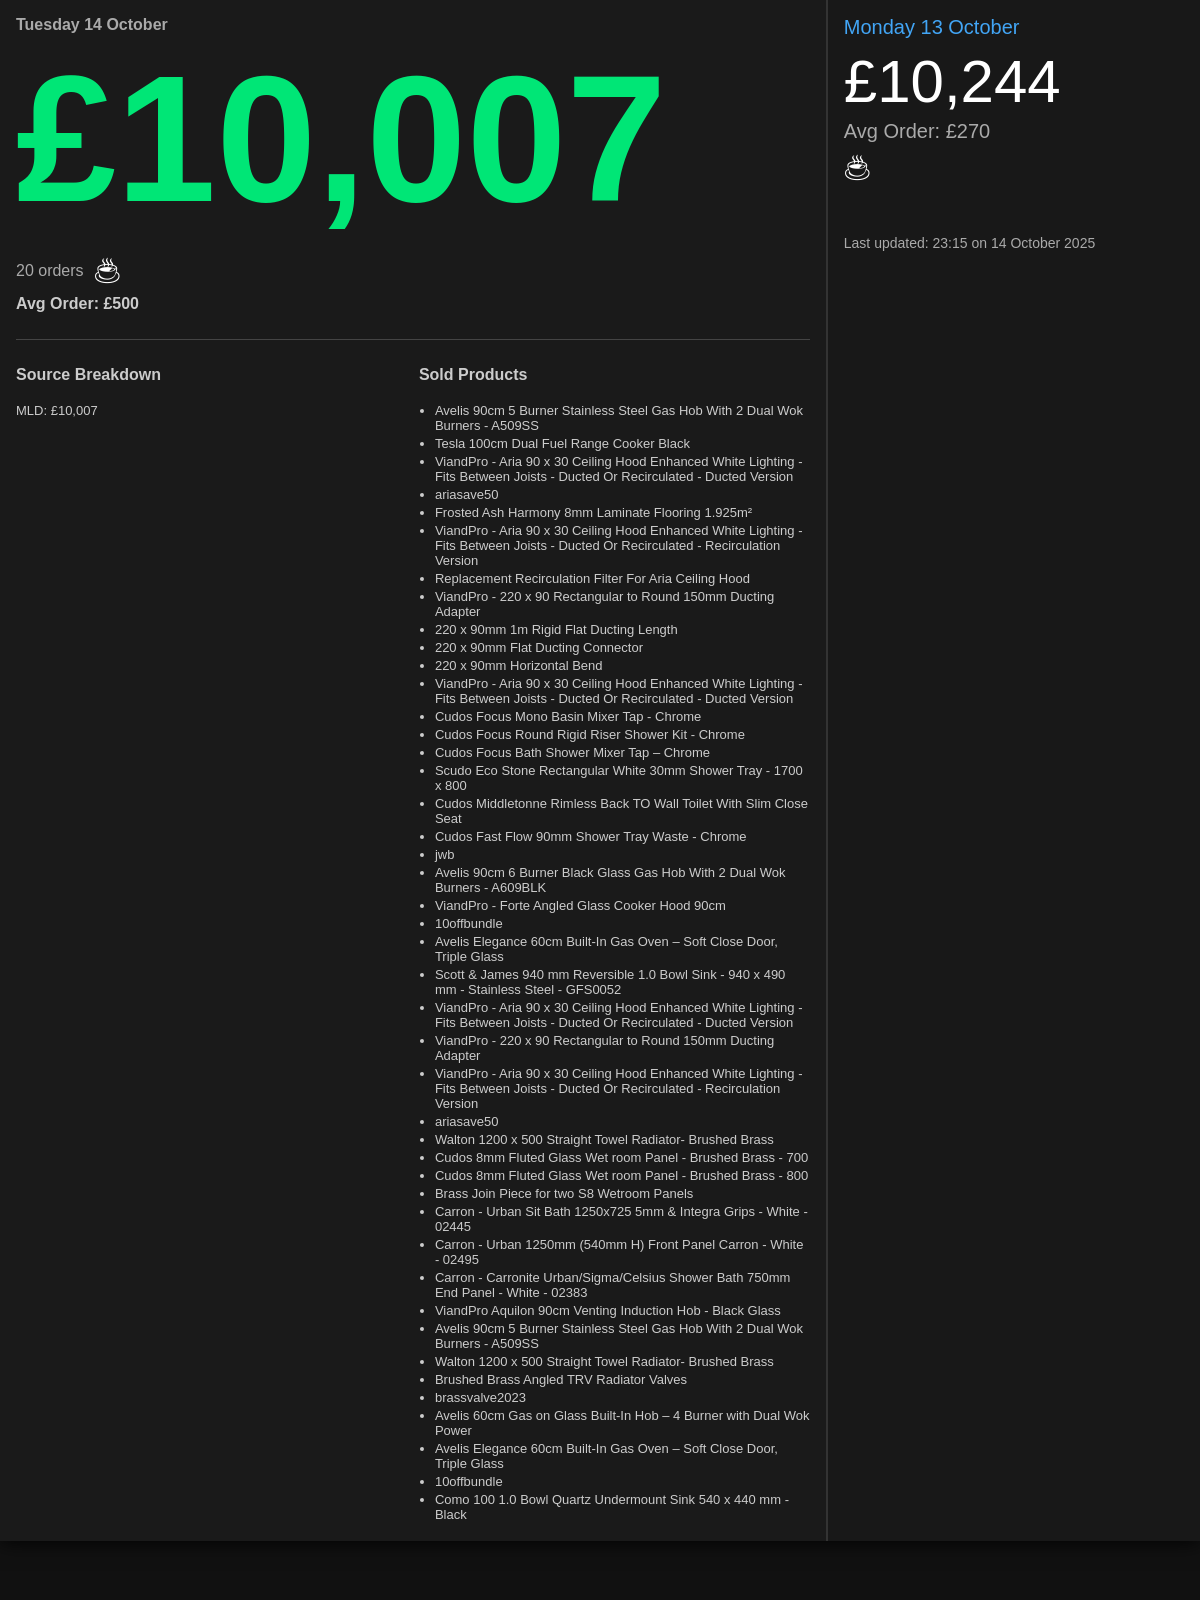 Tuesday 14 October
£10,007
20 orders
Avg Order: £500
Source Breakdown
MLD: £10,007
Sold Products
Avelis 90cm 5 Burner Stainless Steel Gas Hob With 2 Dual Wok
Burners - A509SS
Tesla 100cm Dual Fuel Range Cooker Black
ViandPro - Aria 90 x 30 Ceiling Hood Enhanced White Lighting -
Fits Between Joists - Ducted Or Recirculated - Ducted Version
ariasave50
Frosted Ash Harmony 8mm Laminate Flooring 1.925m²
ViandPro - Aria 90 x 30 Ceiling Hood Enhanced White Lighting -
Fits Between Joists - Ducted Or Recirculated - Recirculation
Version
Replacement Recirculation Filter For Aria Ceiling Hood
ViandPro - 220 x 90 Rectangular to Round 150mm Ducting
Adapter
220 x 90mm 1m Rigid Flat Ducting Length
220 x 90mm Flat Ducting Connector
220 x 90mm Horizontal Bend
ViandPro - Aria 90 x 30 Ceiling Hood Enhanced White Lighting -
Fits Between Joists - Ducted Or Recirculated - Ducted Version
Cudos Focus Mono Basin Mixer Tap - Chrome
Cudos Focus Round Rigid Riser Shower Kit - Chrome
Cudos Focus Bath Shower Mixer Tap – Chrome
Scudo Eco Stone Rectangular White 30mm Shower Tray - 1700
x 800
Cudos Middletonne Rimless Back TO Wall Toilet With Slim Close
Seat
Cudos Fast Flow 90mm Shower Tray Waste - Chrome
jwb
Avelis 90cm 6 Burner Black Glass Gas Hob With 2 Dual Wok
Burners - A609BLK
ViandPro - Forte Angled Glass Cooker Hood 90cm
10offbundle
Avelis Elegance 60cm Built-In Gas Oven – Soft Close Door,
Triple Glass
Scott & James 940 mm Reversible 1.0 Bowl Sink - 940 x 490
mm - Stainless Steel - GFS0052
ViandPro - Aria 90 x 30 Ceiling Hood Enhanced White Lighting -
Fits Between Joists - Ducted Or Recirculated - Ducted Version
ViandPro - 220 x 90 Rectangular to Round 150mm Ducting
Adapter
ViandPro - Aria 90 x 30 Ceiling Hood Enhanced White Lighting -
Fits Between Joists - Ducted Or Recirculated - Recirculation
Version
ariasave50
Walton 1200 x 500 Straight Towel Radiator- Brushed Brass
Cudos 8mm Fluted Glass Wet room Panel - Brushed Brass - 700
Cudos 8mm Fluted Glass Wet room Panel - Brushed Brass - 800
Brass Join Piece for two S8 Wetroom Panels
Carron - Urban Sit Bath 1250x725 5mm & Integra Grips - White -
02445
Carron - Urban 1250mm (540mm H) Front Panel Carron - White
- 02495
Carron - Carronite Urban/Sigma/Celsius Shower Bath 750mm
End Panel - White - 02383
ViandPro Aquilon 90cm Venting Induction Hob - Black Glass
Avelis 90cm 5 Burner Stainless Steel Gas Hob With 2 Dual Wok
Burners - A509SS
Walton 1200 x 500 Straight Towel Radiator- Brushed Brass
Brushed Brass Angled TRV Radiator Valves
brassvalve2023
Avelis 60cm Gas on Glass Built-In Hob – 4 Burner with Dual Wok
Power
Avelis Elegance 60cm Built-In Gas Oven – Soft Close Door,
Triple Glass
10offbundle
Como 100 1.0 Bowl Quartz Undermount Sink 540 x 440 mm -
Black
Monday 13 October
£10,244
Avg Order: £270
Last updated: 23:15 on 14 October 2025